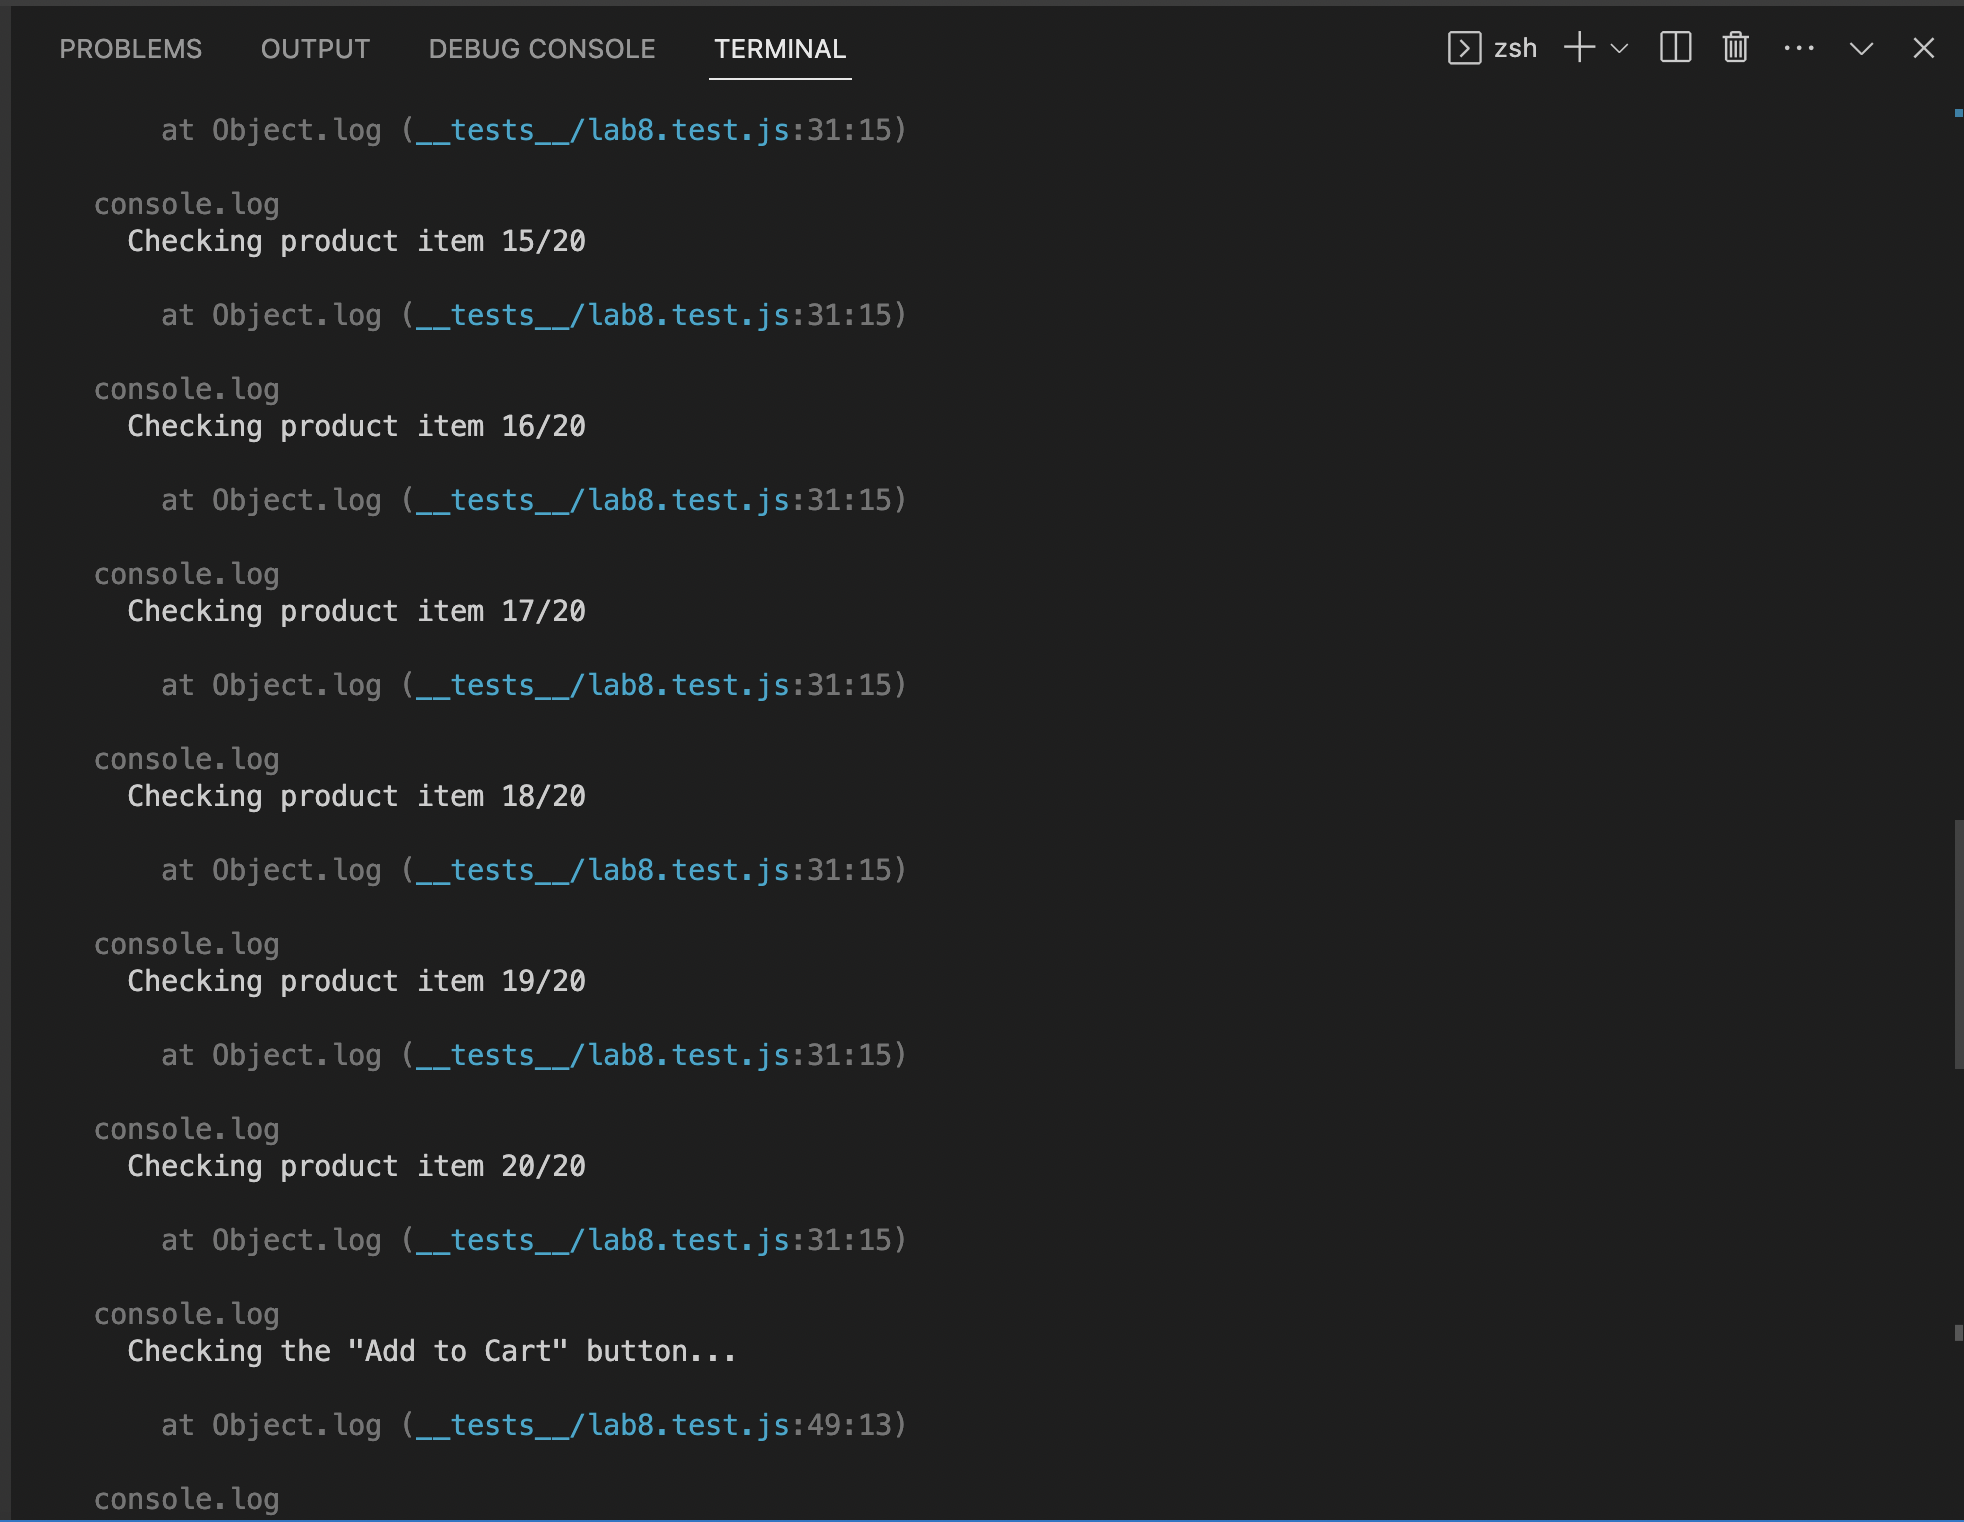 PROBLEMS OUTPUT DEBUG CONSOLE TERMINAL zsh
at Object.log (__tests__/lab8.test.js:31:15)
console.log
Checking product item 15/20
at Object.log (__tests__/lab8.test.js:31:15)
console.log
Checking product item 16/20
at Object.log (__tests__/lab8.test.js:31:15)
console.log
Checking product item 17/20
at Object.log (__tests__/lab8.test.js:31:15)
console.log
Checking product item 18/20
at Object.log (__tests__/lab8.test.js:31:15)
console.log
Checking product item 19/20
at Object.log (__tests__/lab8.test.js:31:15)
console.log
Checking product item 20/20
at Object.log (__tests__/lab8.test.js:31:15)
console.log
Checking the "Add to Cart" button...
at Object.log (__tests__/lab8.test.js:49:13)
console.log